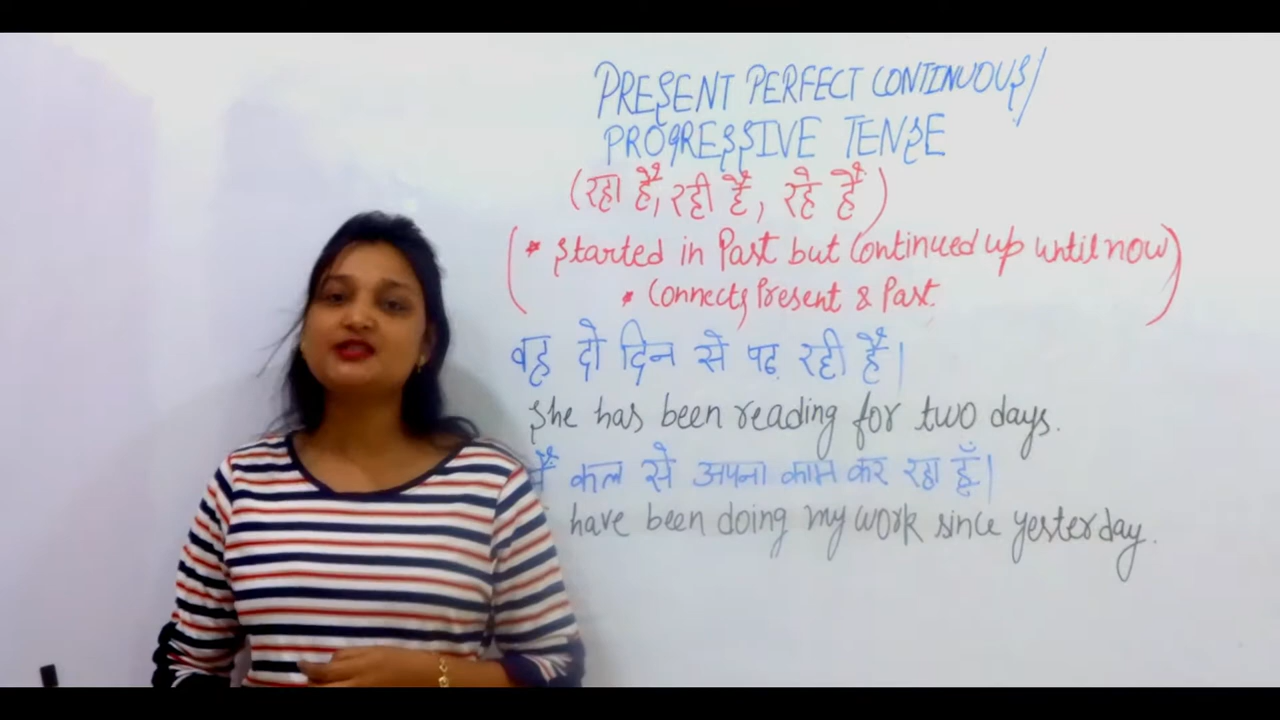 PRESENT PERFECT CONTINUOUS/
PROGRESSIVE TENSE
(रहा है, रही है, रहे हैं)
(* Started in Past but Continued up until now)
* Connects Present & Past.
वह दो दिन से पढ़ रही है।
She has been reading for two days.
मैं कल से अपना काम कर रहा हूँ।
have been doing my work since yesterday.